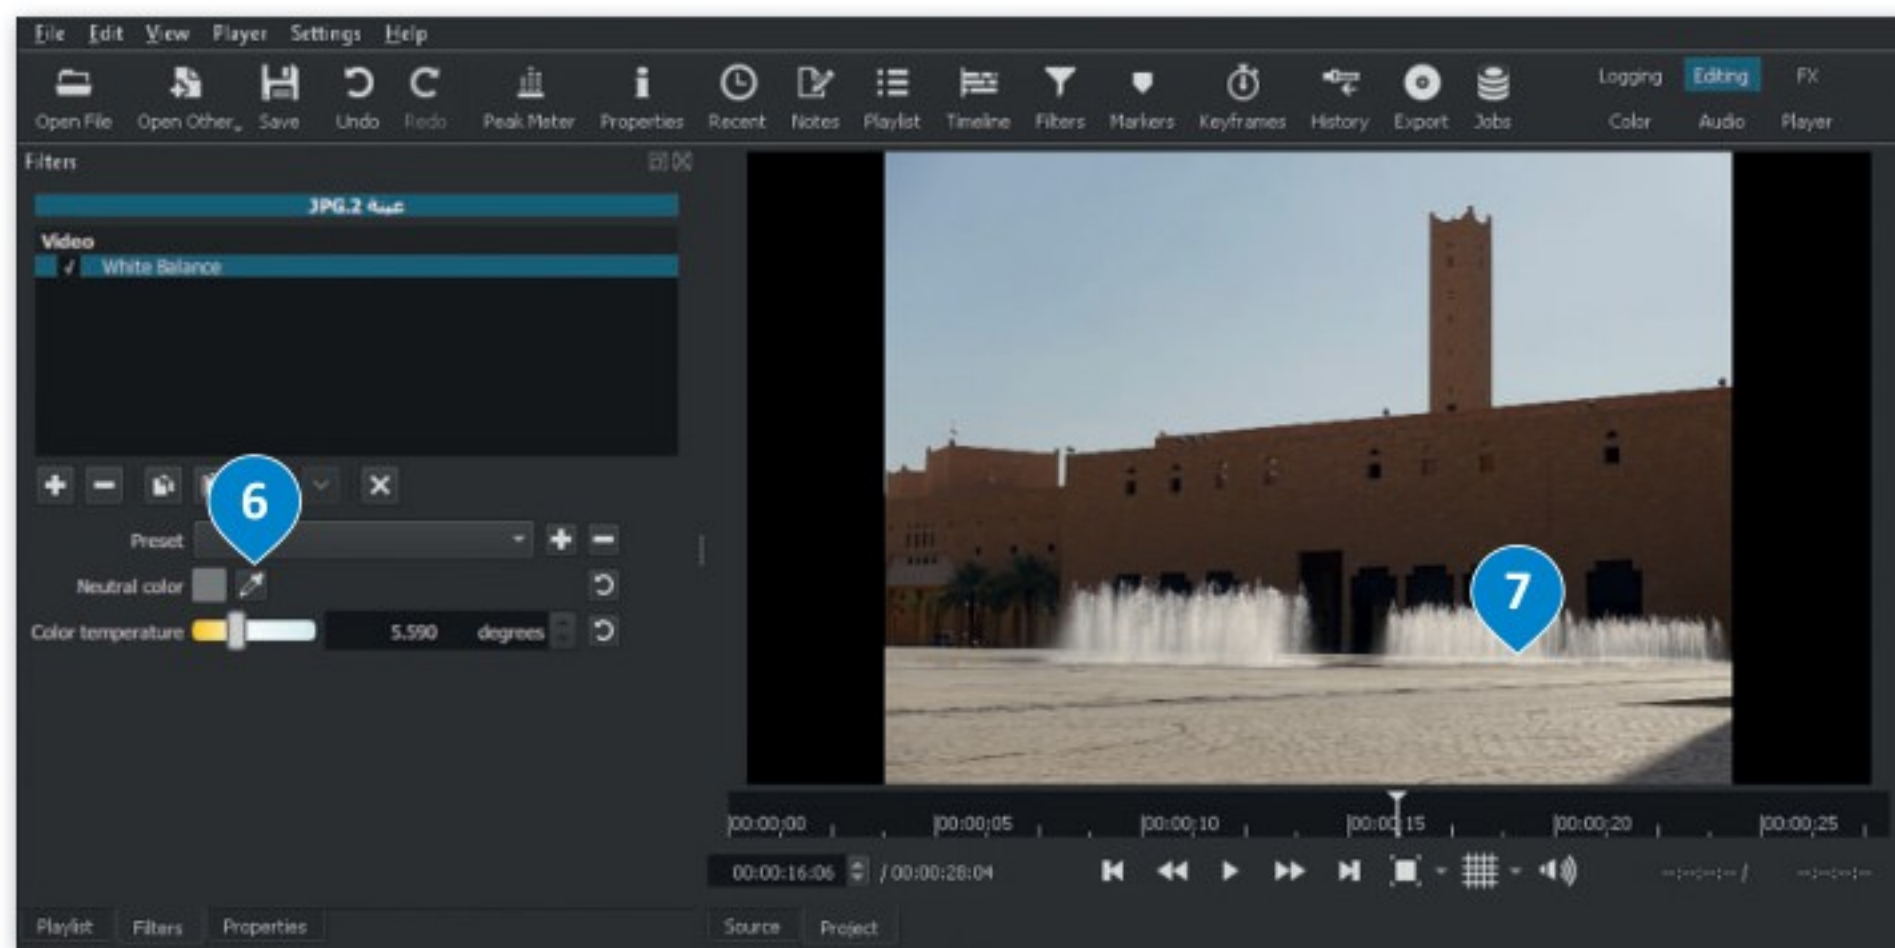 File Edit View Player Settings Help
Open File Open Other... Save Undo Redo Peak Meter Properties Recent Notes Playlist Timeline Filters Markers Keyframes History Export Jobs
Logging Editing FX
Color Audio Player
Filters
عينة 2.JPG
Video
White Balance
6
Preset
Neutral color
Color temperature 5.590 degrees
7
00:00;00 00:00;05 00:00;10 00:00;15 00:00;20 00:00;25
00:00:16:06 / 00:00:28:04 --:--:--:-- / --:--:--:--
Playlist Filters Properties
Source Project